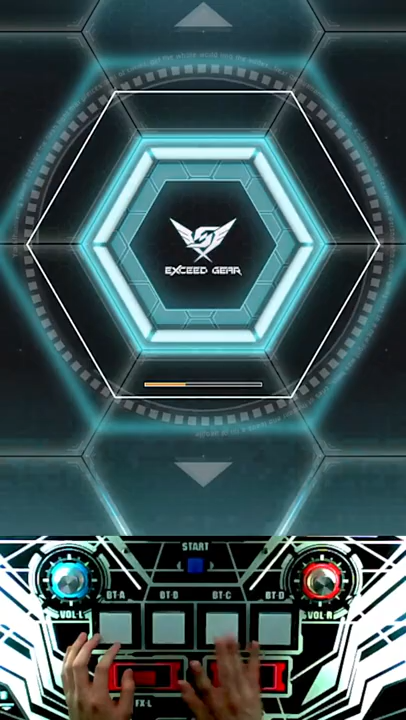 EXCEED GEAR
START
BT-A
BT-B
BT-C
BT-D
VOL-L
VOL-R
FX-L